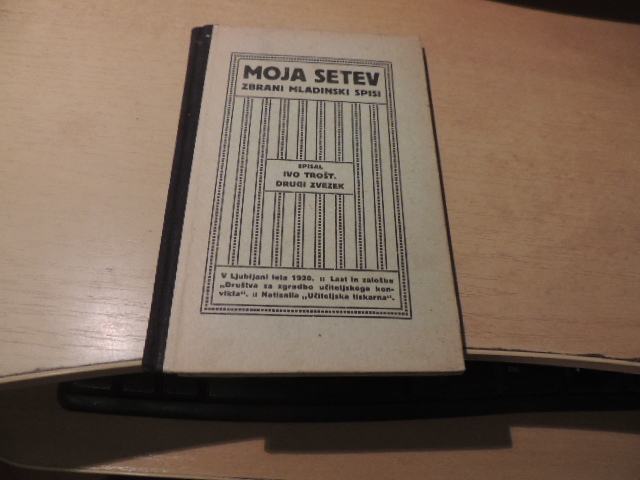 MOJA SETEV
ZBRANI MLADINSKI SPISI
SPISAL
IVO TROŠT.
DRUGI ZVEZEK
V Ljubljani leta 1920. :: Last in založba
„Društva za zgradbo učiteljskega kon-
vikta“. :: Natisnila „Učiteljska tiskarna“.